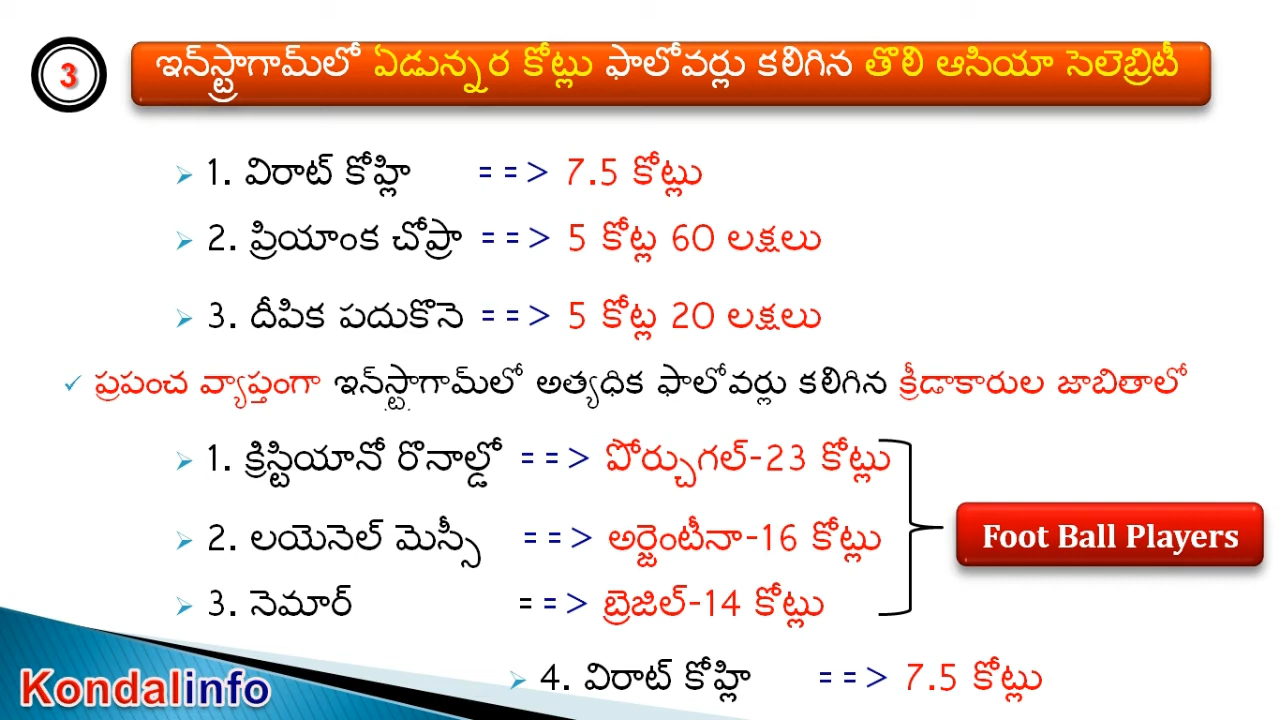 3
ఇన్‌స్టాగ్రామ్‌లో ఏడున్నర కోట్లు ఫాలోవర్లు కలిగిన తొలి ఆసియా సెలెబ్రిటీ
➢ 1. విరాట్ కోహ్లి ==> 7.5 కోట్లు
➢ 2. ప్రియాంక చోప్రా ==> 5 కోట్ల 60 లక్షలు
➢ 3. దీపిక పదుకొనె ==> 5 కోట్ల 20 లక్షలు
✓ ప్రపంచ వ్యాప్తంగా ఇన్‌స్టాగ్రామ్‌లో అత్యధిక ఫాలోవర్లు కలిగిన క్రీడాకారుల జాబితాలో
➢ 1. క్రిస్టియానో రొనాల్డో ==> పోర్చుగల్-23 కోట్లు
➢ 2. లయెనెల్ మెస్సీ ==> అర్జెంటీనా-16 కోట్లు
Foot Ball Players
➢ 3. నెమార్ ==> బ్రెజిల్-14 కోట్లు
➢ 4. విరాట్ కోహ్లి ==> 7.5 కోట్లు
Kondalinfo